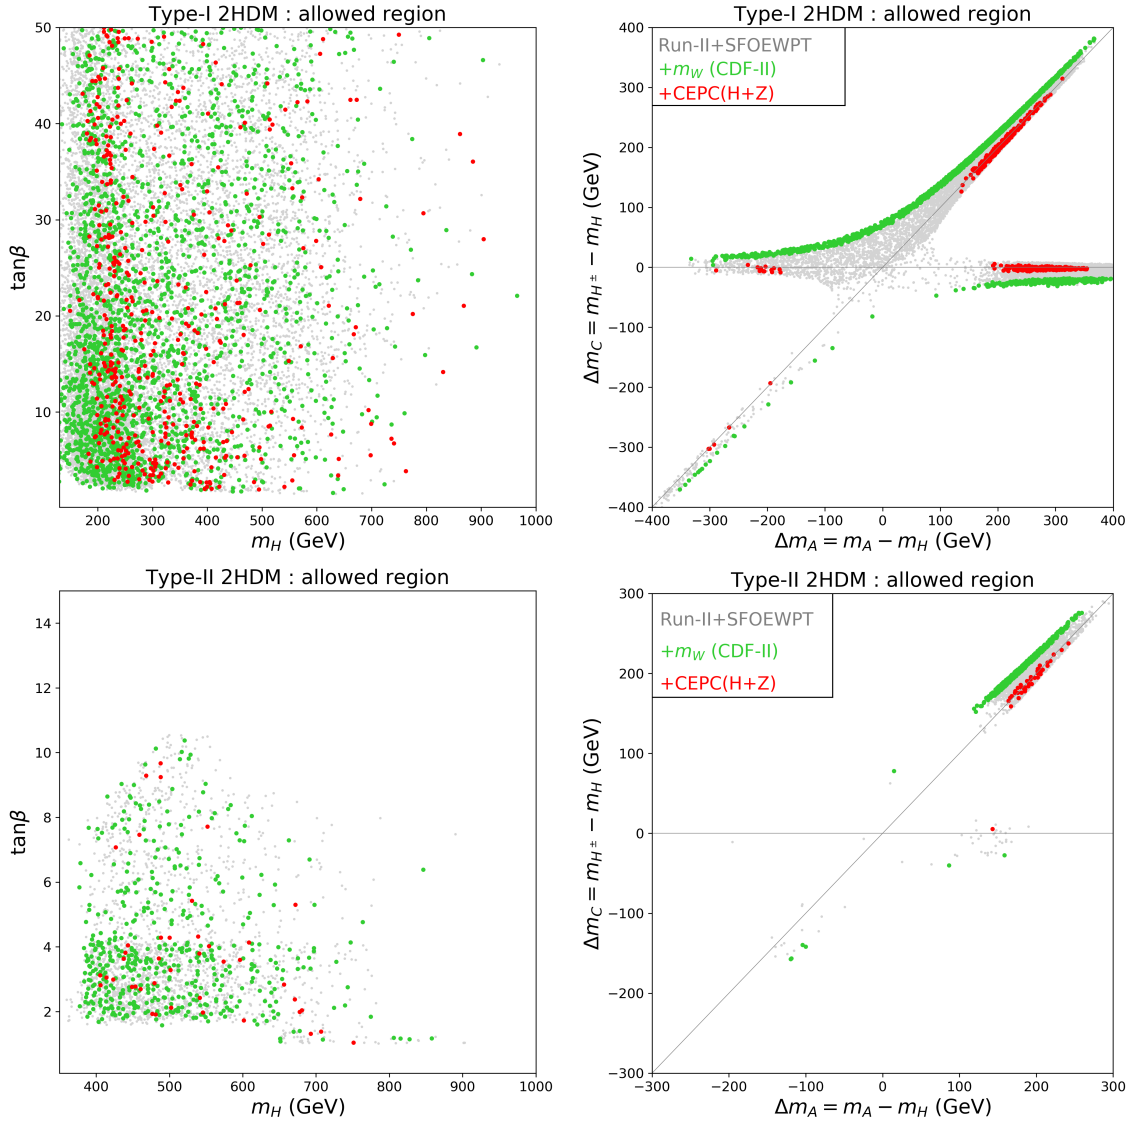 Type-I 2HDM : allowed region
50
40
30
20
10
tanβ
200 300 400 500 600 700 800 900 1000
m_H (GeV)
Type-I 2HDM : allowed region
Run-II+SFOEWPT
+m_W (CDF-II)
+CEPC(H+Z)
400
300
200
100
0
−100
−200
−300
−400
Δm_C = m_{H^±} − m_H (GeV)
−400 −300 −200 −100 0 100 200 300 400
Δm_A = m_A − m_H (GeV)
Type-II 2HDM : allowed region
14
12
10
8
6
4
2
tanβ
400 500 600 700 800 900 1000
m_H (GeV)
Type-II 2HDM : allowed region
Run-II+SFOEWPT
+m_W (CDF-II)
+CEPC(H+Z)
300
200
100
0
−100
−200
−300
Δm_C = m_{H^±} − m_H (GeV)
−300 −200 −100 0 100 200 300
Δm_A = m_A − m_H (GeV)